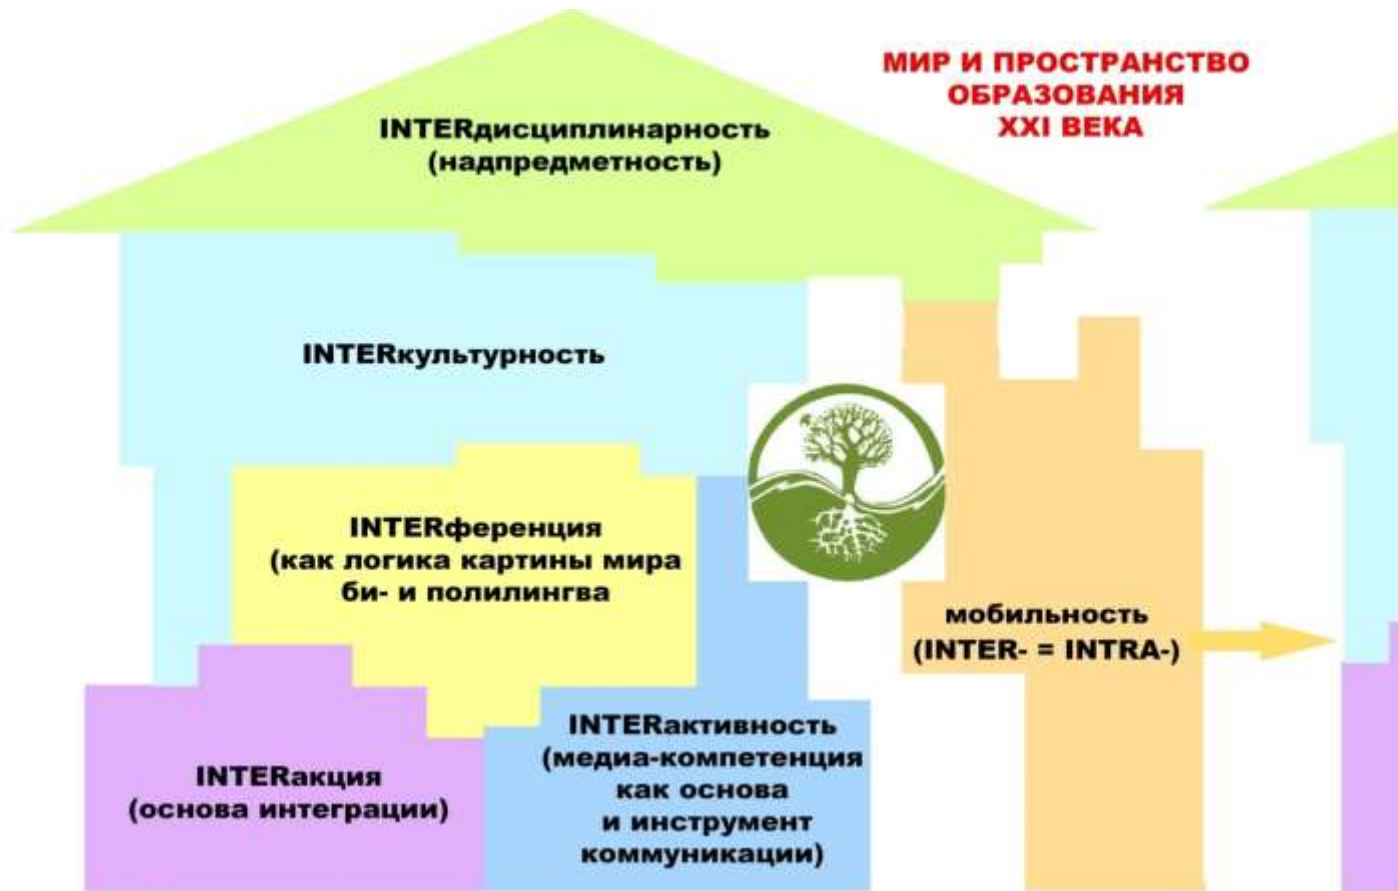 МИР И ПРОСТРАНСТВО
ОБРАЗОВАНИЯ
XXI ВЕКА
INTERдисциплинарность
(надпредметность)
INTERкультурность
INTERференция
(как логика картины мира
би- и полилингва
мобильность
(INTER- = INTRA-)
INTERакция
(основа интеграции)
INTERактивность
(медиа-компетенция
как основа
и инструмент
коммуникации)